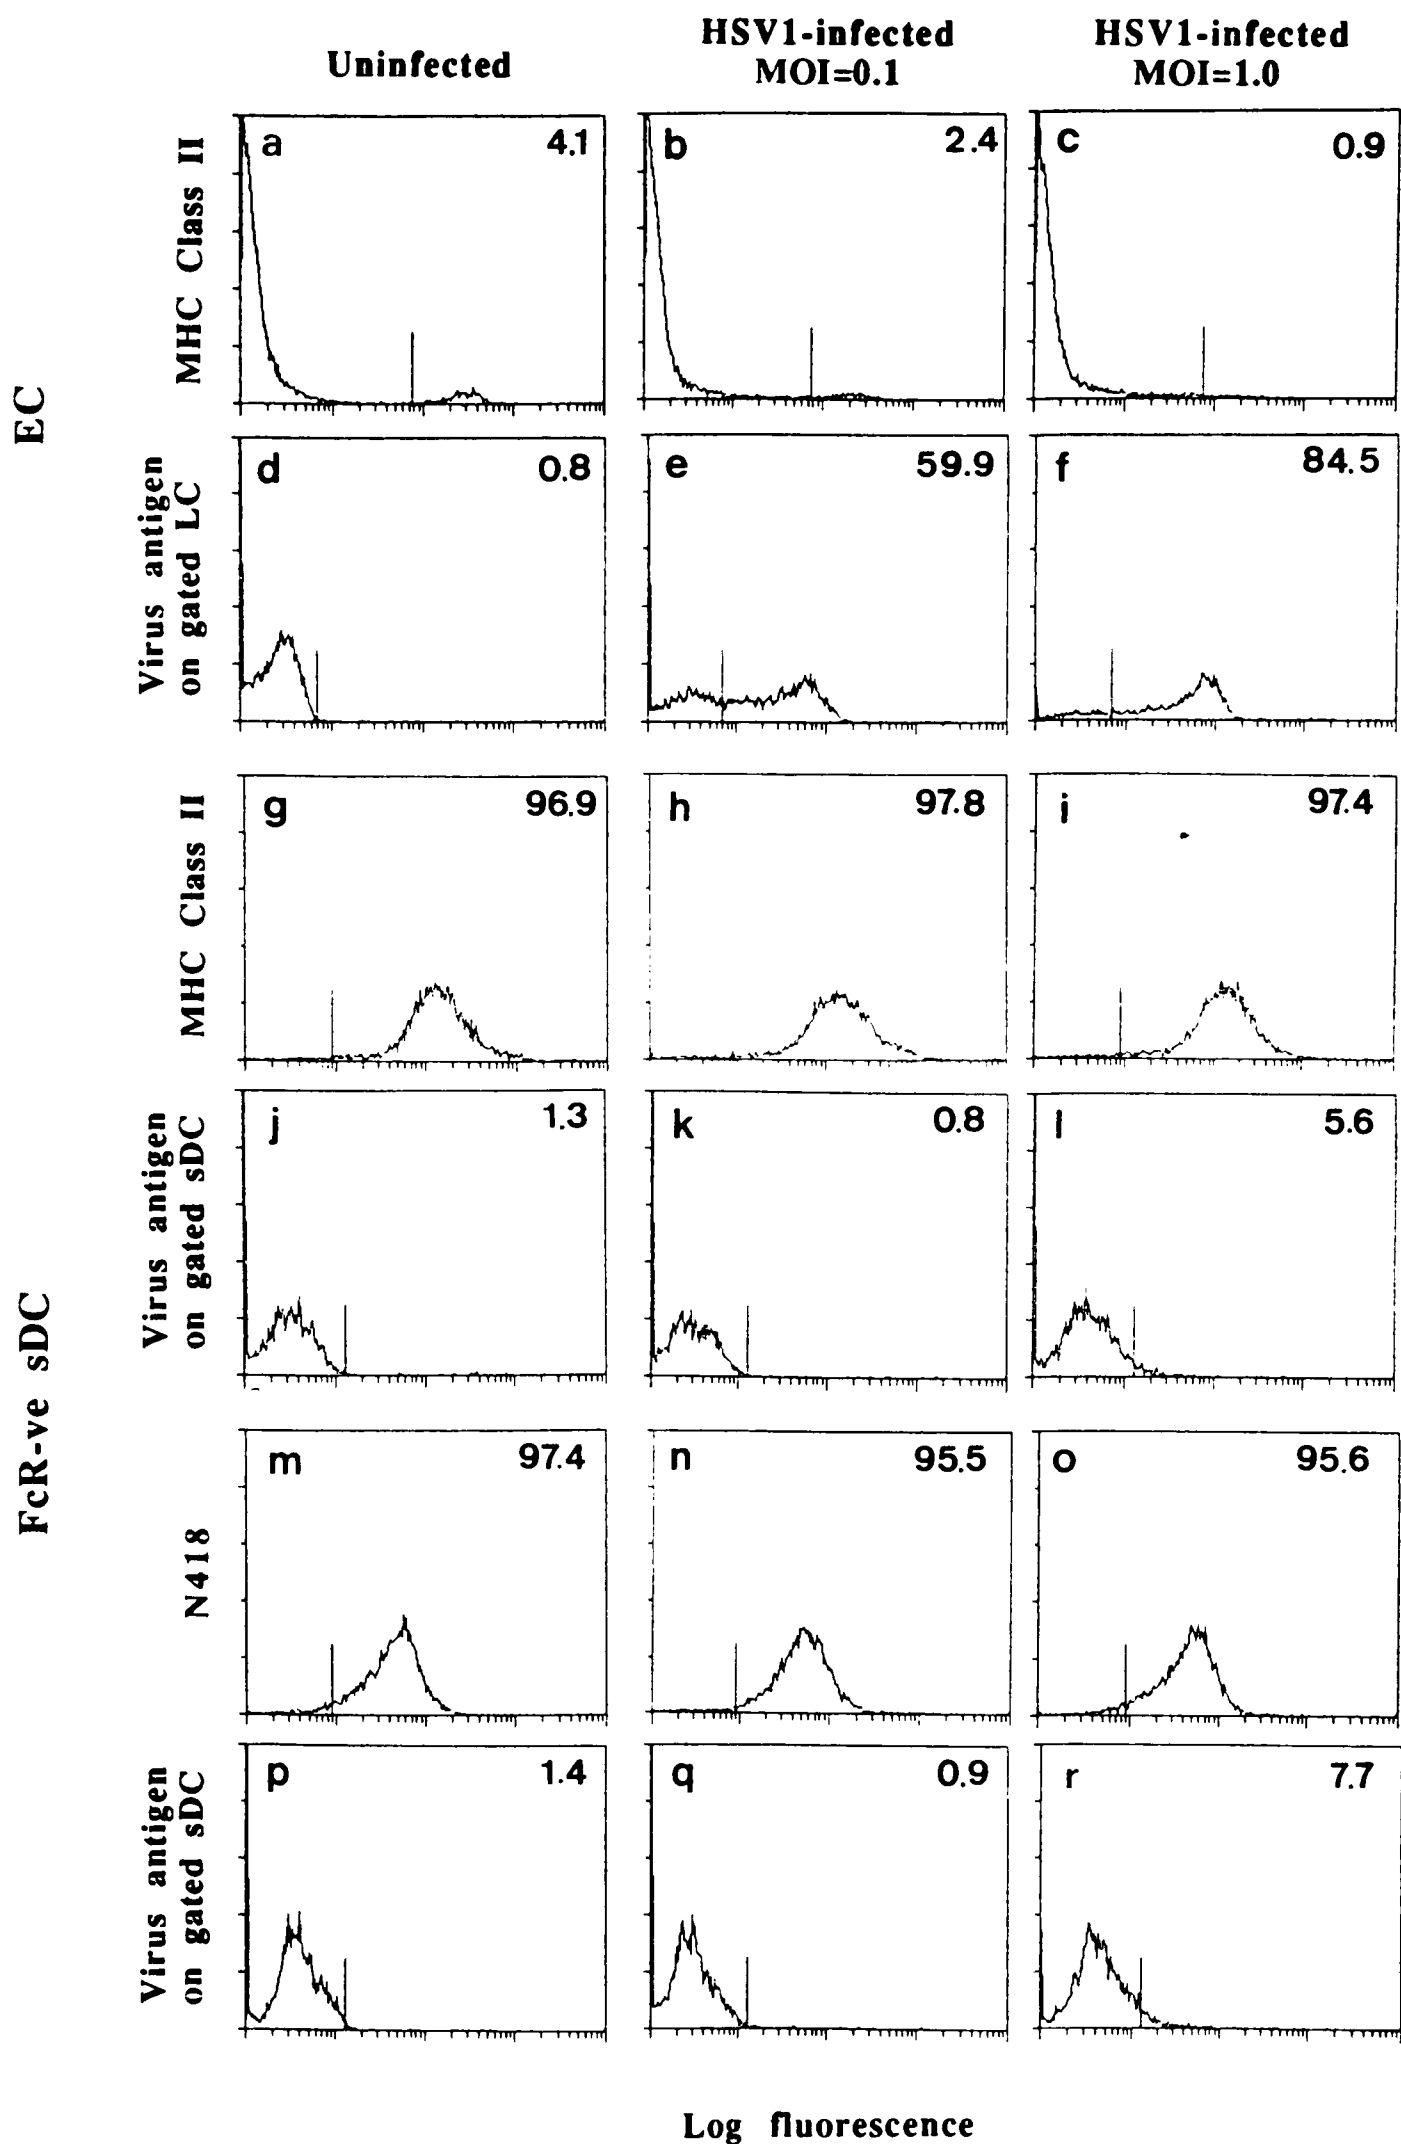 Uninfected
HSV1-infected
MOI=0.1
HSV1-infected
MOI=1.0
EC
MHC Class II
a 4.1
b 2.4
c 0.9
Virus antigen
on gated LC
d 0.8
e 59.9
f 84.5
FcR-ve sDC
MHC Class II
g 96.9
h 97.8
i 97.4
Virus antigen
on gated sDC
j 1.3
k 0.8
l 5.6
N418
m 97.4
n 95.5
o 95.6
Virus antigen
on gated sDC
p 1.4
q 0.9
r 7.7
Log fluorescence